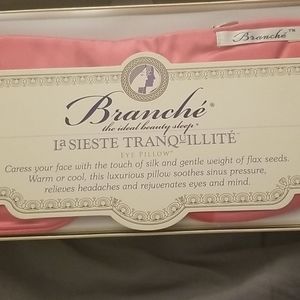 Branché™
Branché®
the ideal beauty sleep®
La SIESTE TRANQUILLITÉ™
EYE PILLOW
Caress your face with the touch of silk and gentle weight of flax seeds.
Warm or cool, this luxurious pillow soothes sinus pressure,
relieves headaches and rejuvenates eyes and mind.